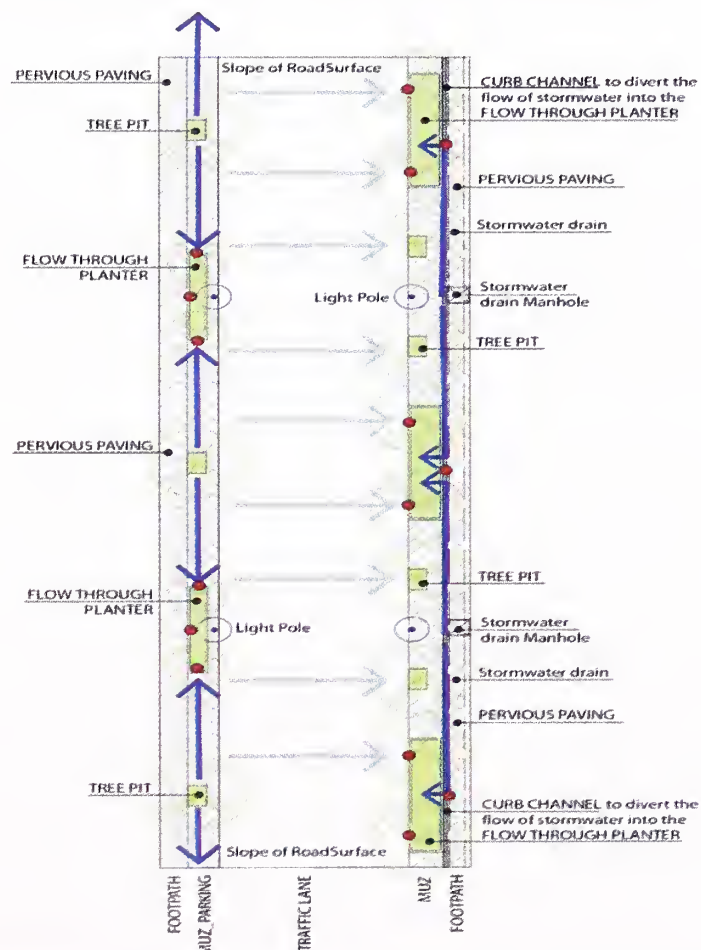 Slope of RoadSurface
PERVIOUS PAVING
CURB CHANNEL to divert the
flow of stormwater into the
FLOW THROUGH PLANTER
TREE PIT
PERVIOUS PAVING
Stormwater drain
FLOW THROUGH
PLANTER
Light Pole
Stormwater
drain Manhole
TREE PIT
PERVIOUS PAVING
TREE PIT
FLOW THROUGH
PLANTER
Light Pole
Stormwater
drain Manhole
Stormwater drain
PERVIOUS PAVING
TREE PIT
CURB CHANNEL to divert the
flow of stormwater into the
FLOW THROUGH PLANTER
Slope of RoadSurface
FOOTPATH
MUZ_PARKING
TRAFFIC LANE
MUZ
FOOTPATH